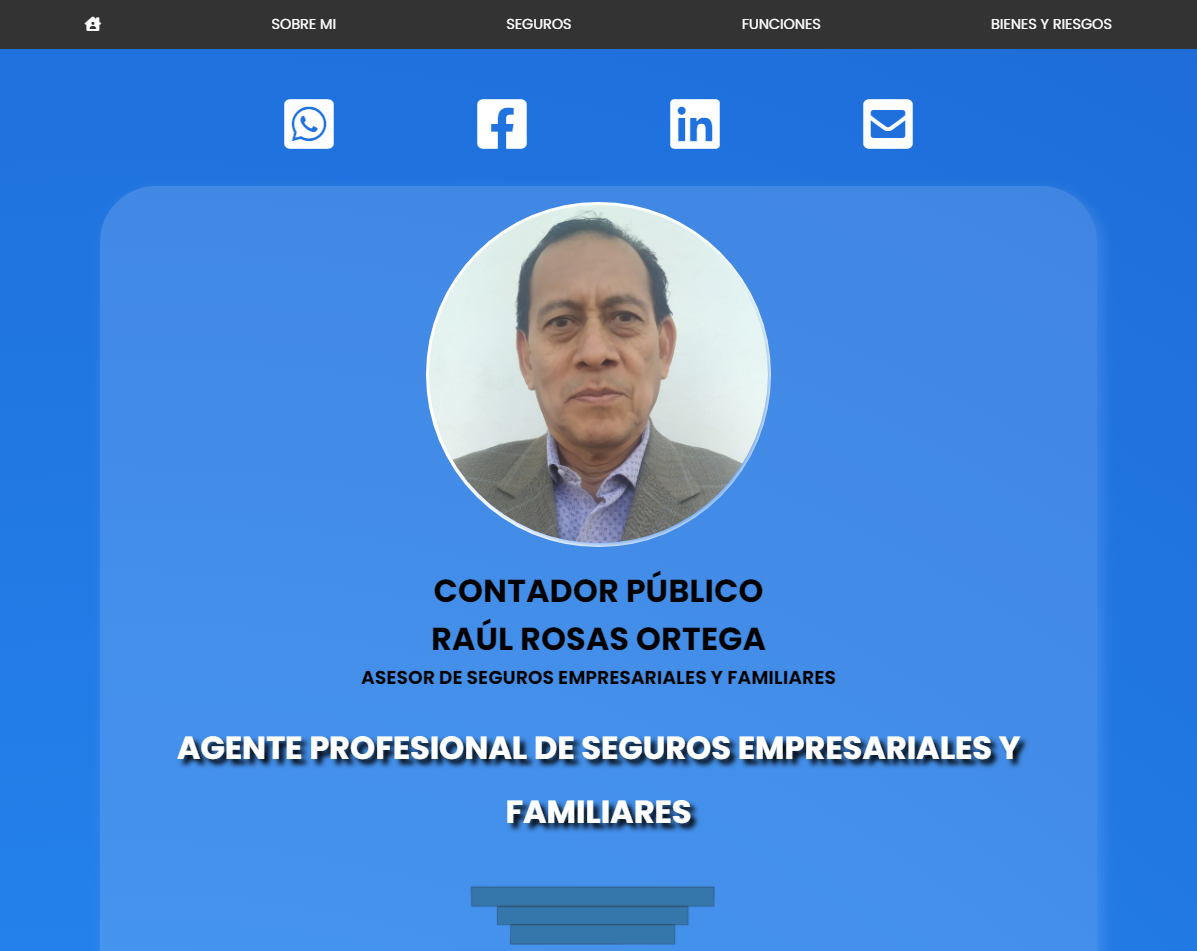 SOBRE MI
SEGUROS
FUNCIONES
BIENES Y RIESGOS
CONTADOR PÚBLICO
RAÚL ROSAS ORTEGA
ASESOR DE SEGUROS EMPRESARIALES Y FAMILIARES
AGENTE PROFESIONAL DE SEGUROS EMPRESARIALES Y
FAMILIARES